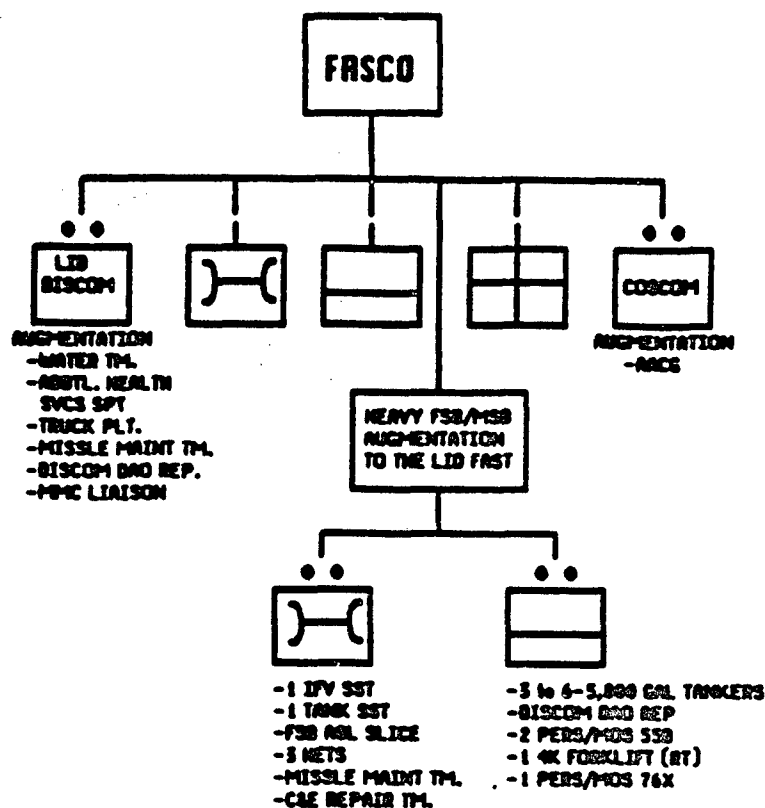 FASCO
LID
DISCOM
AUGMENTATION
-WATER TM.
-ADDTL. HEALTH
SVCS SPT
-TRUCK PLT.
-MISSLE MAINT TM.
-DISCOM DAO REP.
-MMC LIAISON
COSCOM
AUGMENTATION
-AACG
HEAVY FSB/MSB
AUGMENTATION
TO THE LID FAST
-1 IFV SST
-1 TANK SST
-FSB ASL SLICE
-3 HETS
-MISSLE MAINT TM.
-C&E REPAIR TM.
-3 to 6-5,000 GAL TANKERS
-DISCOM DAO REP
-2 PERS/MOS 55B
-1 4K FORKLIFT (RT)
-1 PERS/MOS 76X